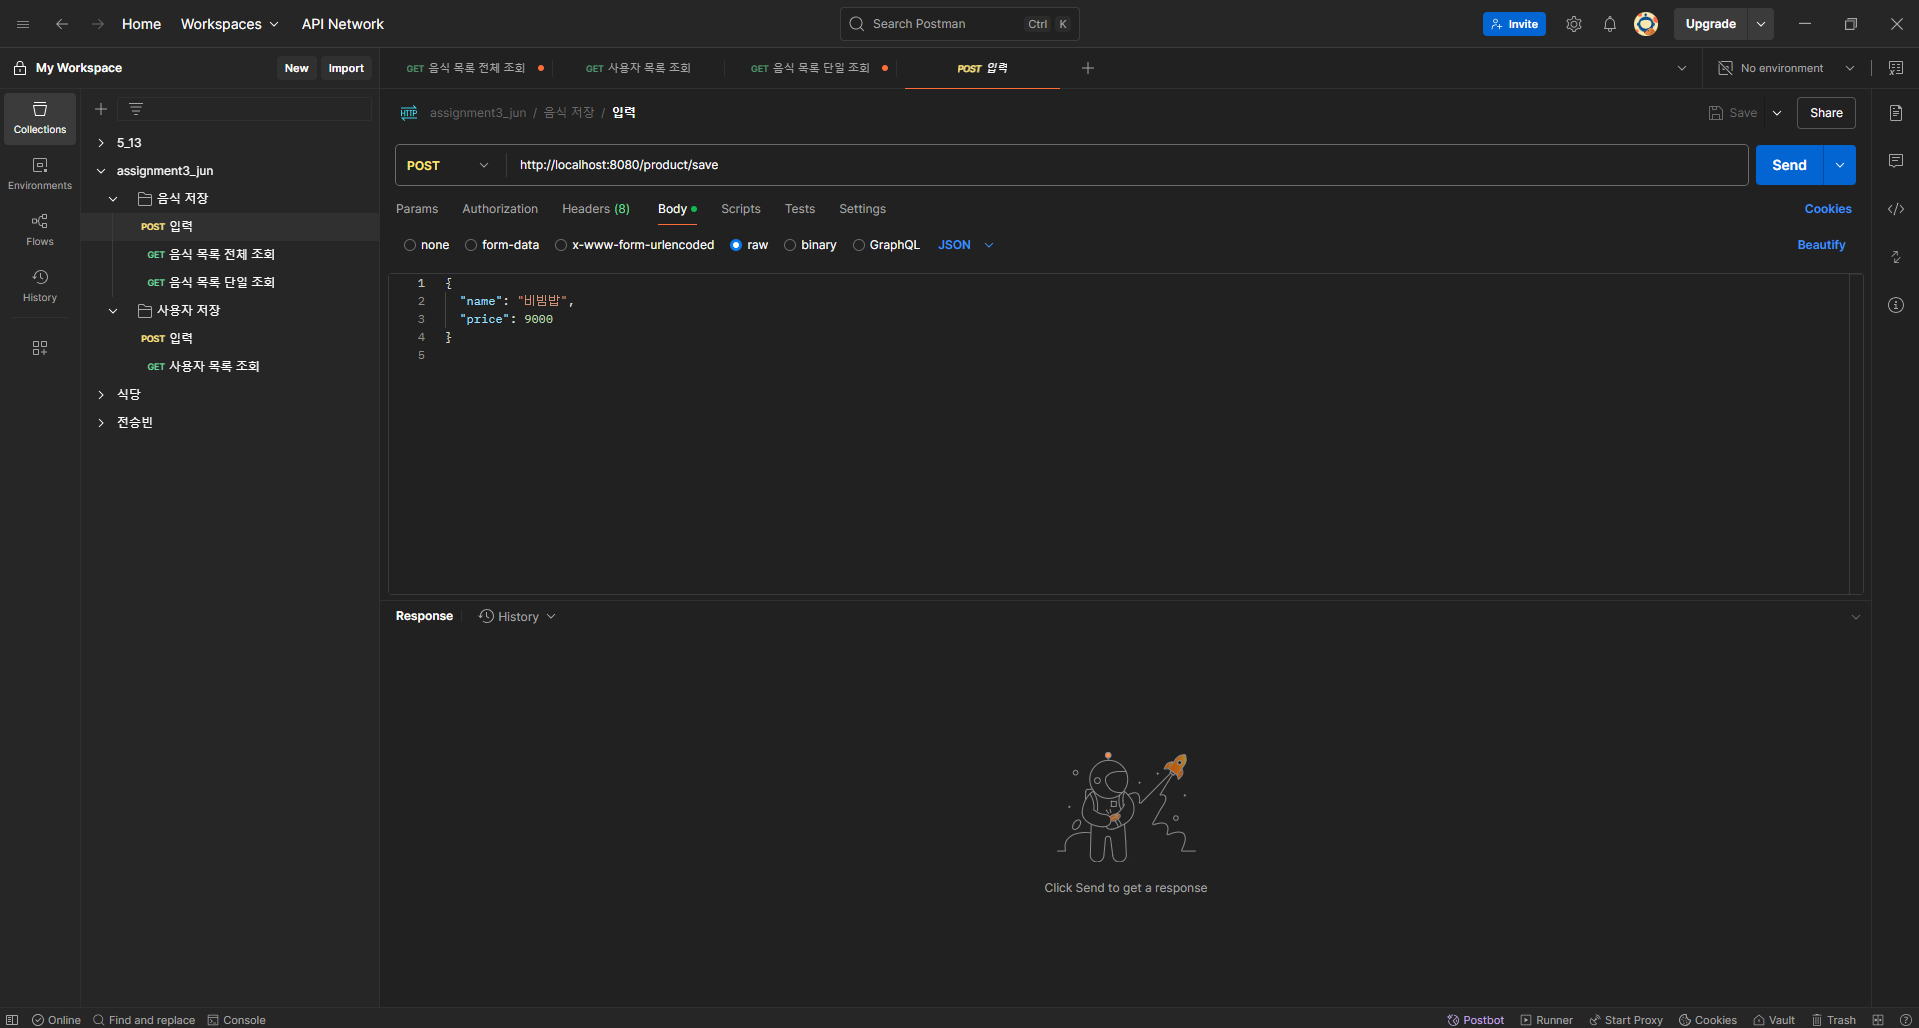 Home Workspaces API Network Search Postman Ctrl K Invite Upgrade
My Workspace New Import GET 음식 목록 전체 조회 GET 사용자 목록 조회 GET 음식 목록 단일 조회 POST 입력 No environment
Collections
Environments
Flows
History
5_13
assignment3_jun
음식 저장
POST 입력
GET 음식 목록 전체 조회
GET 음식 목록 단일 조회
사용자 저장
POST 입력
GET 사용자 목록 조회
식당
전승빈
HTTP assignment3_jun / 음식 저장 / 입력 Save Share
POST http://localhost:8080/product/save Send
Params Authorization Headers (8) Body Scripts Tests Settings Cookies
none form-data x-www-form-urlencoded raw binary GraphQL JSON Beautify
1 {
2 "name": "비빔밥",
3 "price": 9000
4 }
5
Response History
Click Send to get a response
Online Find and replace Console Postbot Runner Start Proxy Cookies Vault Trash